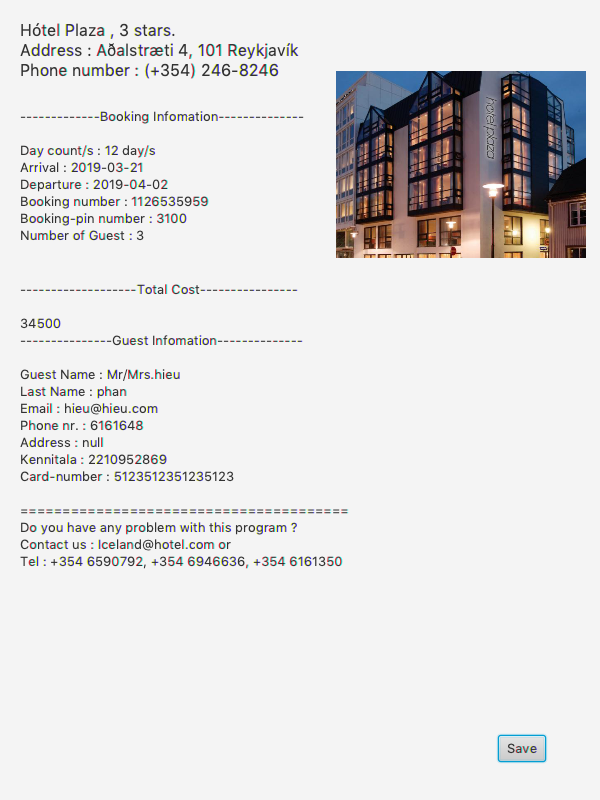 Hótel Plaza , 3 stars.
Address : Aðalstræti 4, 101 Reykjavík
Phone number : (+354) 246-8246
hotel plaza
-------------Booking Infomation--------------
Day count/s : 12 day/s
Arrival : 2019-03-21
Departure : 2019-04-02
Booking number : 1126535959
Booking-pin number : 3100
Number of Guest : 3
-------------------Total Cost----------------
34500
---------------Guest Infomation--------------
Guest Name : Mr/Mrs.hieu
Last Name : phan
Email : hieu@hieu.com
Phone nr. : 6161648
Address : null
Kennitala : 2210952869
Card-number : 5123512351235123
=======================================
Do you have any problem with this program ?
Contact us : Iceland@hotel.com or
Tel : +354 6590792, +354 6946636, +354 6161350
Save